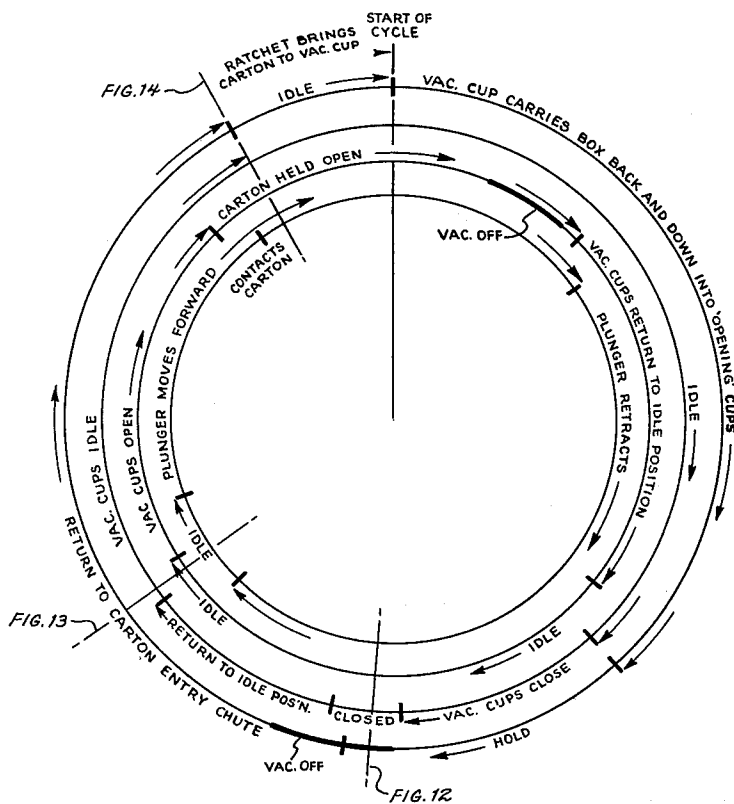 RATCHET BRINGS
CARTON TO VAC. CUP
START OF
CYCLE
FIG. 14
IDLE
VAC. CUP CARRIES BOX BACK AND DOWN INTO 'OPENING' CUPS
CARTON HELD OPEN
VAC. OFF
CONTACTS
CARTON
VAC. CUPS RETURN TO IDLE POSITION
PLUNGER MOVES FORWARD
PLUNGER RETRACTS
IDLE
VAC CUPS OPEN
VAC. CUPS IDLE
RETURN TO CARTON ENTRY CHUTE
IDLE
IDLE
FIG. 13
RETURN TO IDLE POS'N.
IDLE
CLOSED
VAC. CUPS CLOSE
HOLD
VAC. OFF
FIG. 12